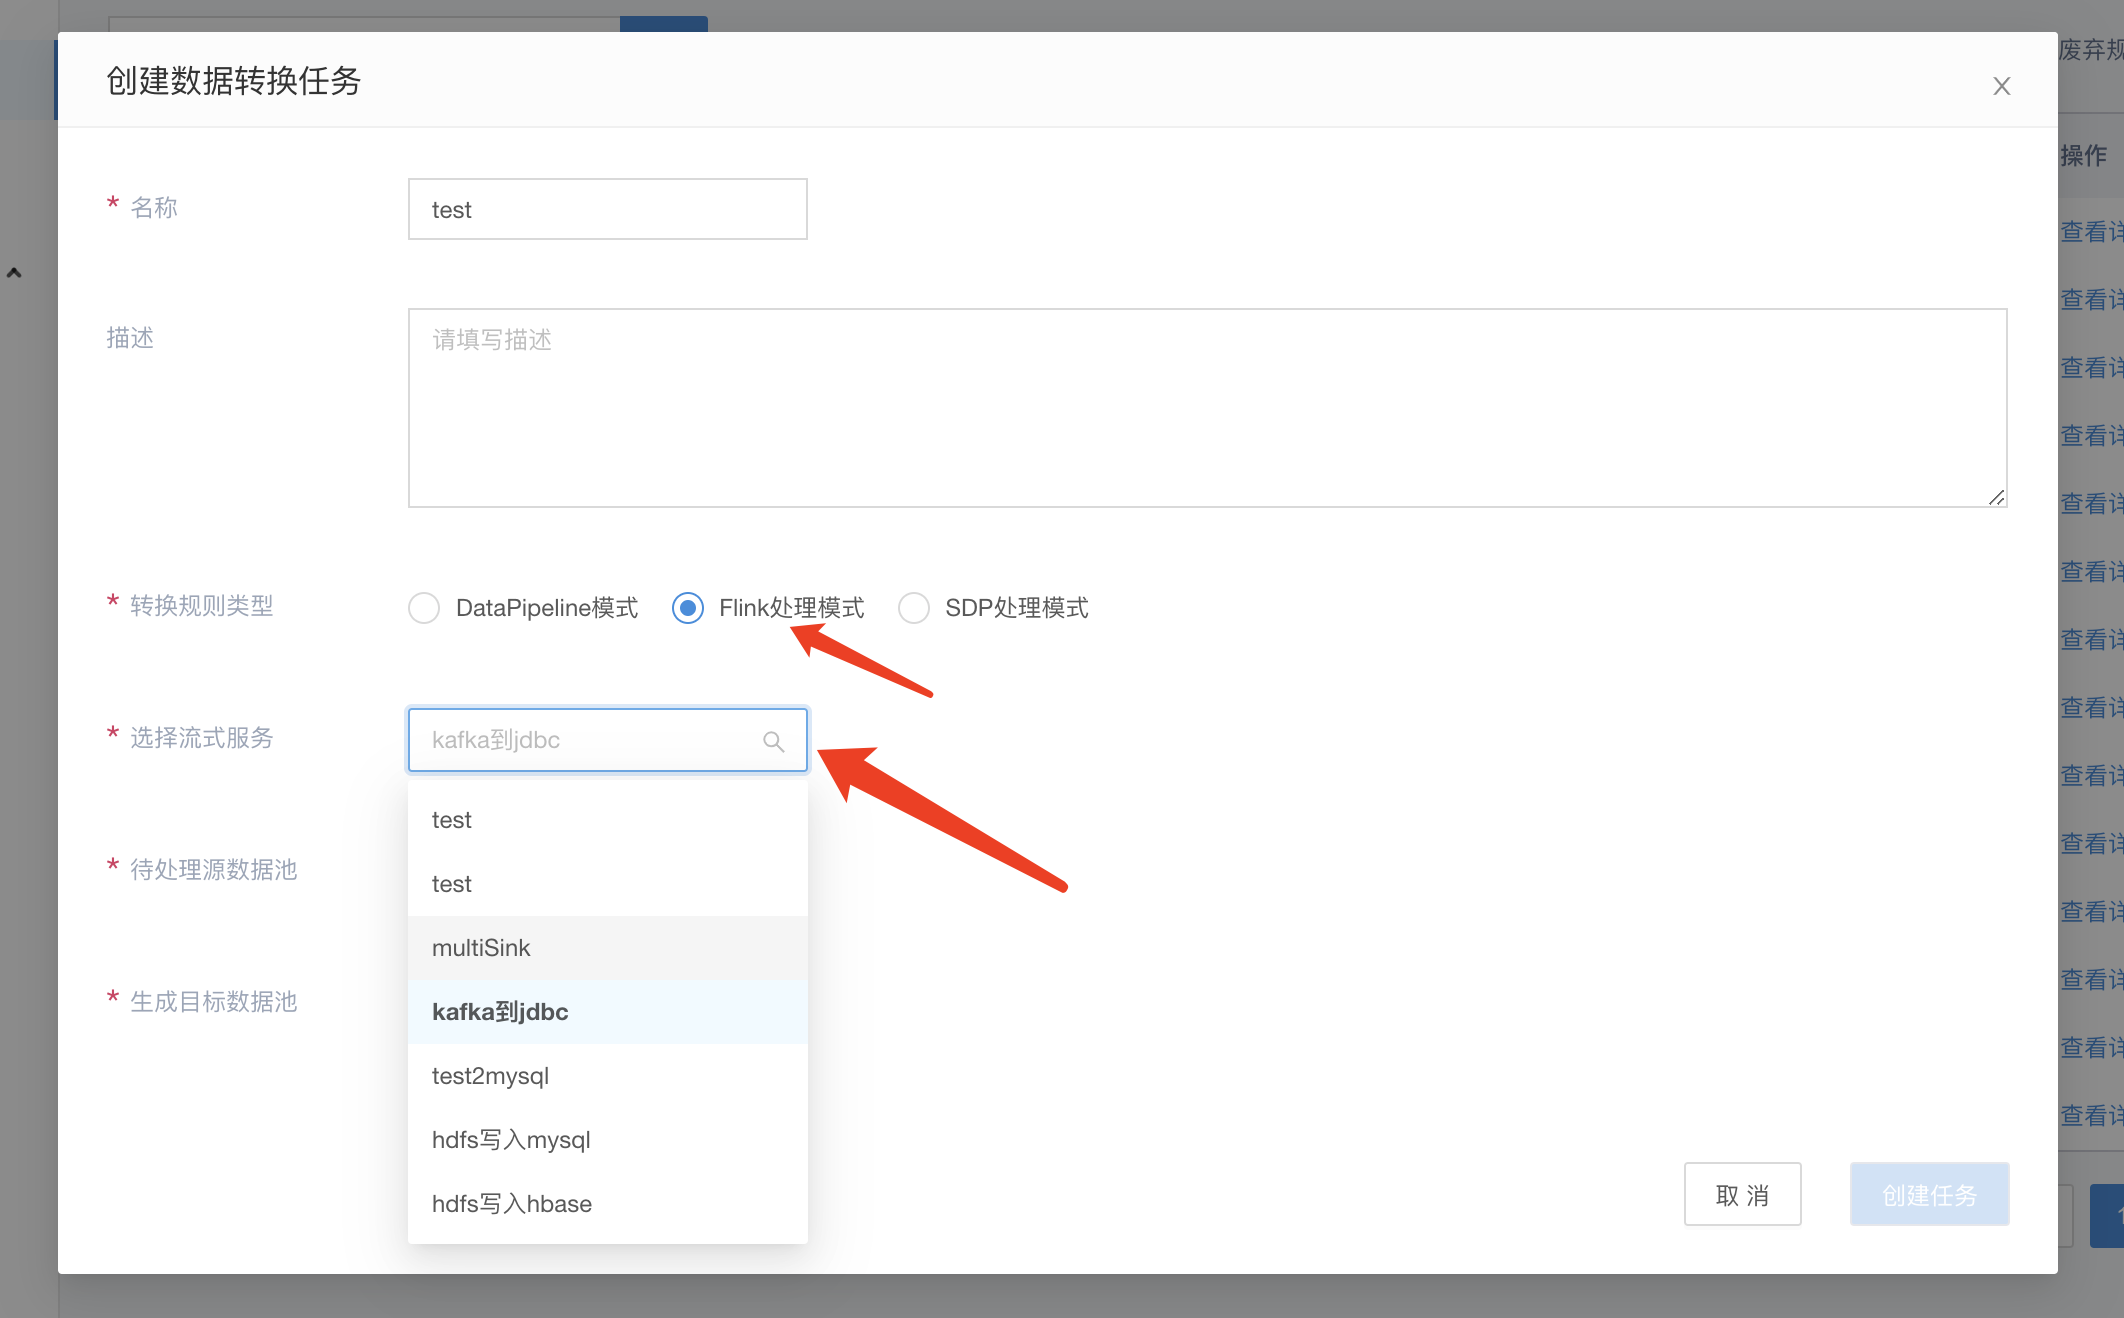 创建数据转换任务
X
废弃规
操作
* 名称
test
查看详
查看详
描述
请填写描述
查看详
查看详
查看详
查看详
* 转换规则类型
DataPipeline模式
Flink处理模式
SDP处理模式
查看详
查看详
* 选择流式服务
kafka到jdbc
查看详
test
查看详
* 待处理源数据池
test
查看详
multiSink
查看详
* 生成目标数据池
kafka到jdbc
查看详
test2mysql
查看详
hdfs写入mysql
hdfs写入hbase
取 消
创建任务